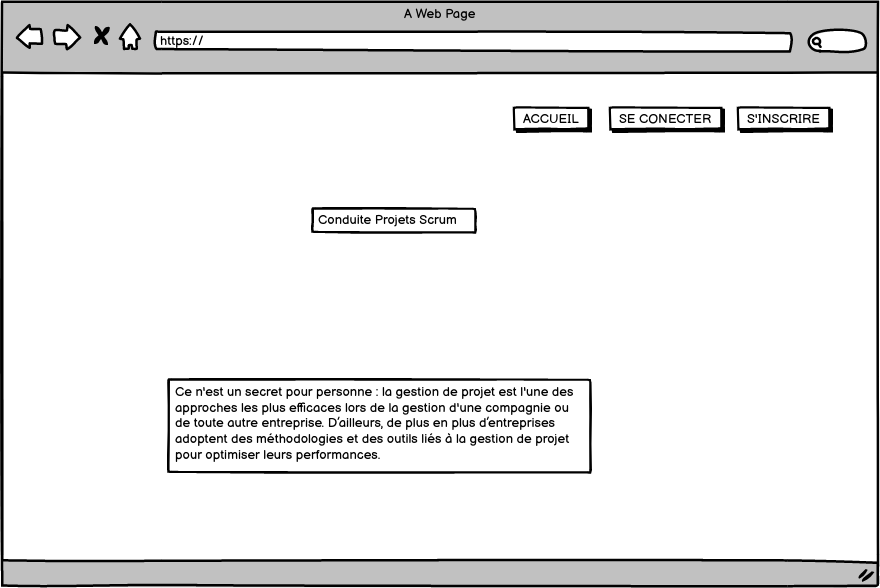 A Web Page
https://
ACCUEIL
SE CONECTER
S'INSCRIRE
Conduite Projets Scrum
Ce n'est un secret pour personne : la gestion de projet est l'une des
approches les plus efficaces lors de la gestion d'une compagnie ou
de toute autre entreprise. D'ailleurs, de plus en plus d'entreprises
adoptent des méthodologies et des outils liés à la gestion de projet
pour optimiser leurs performances.